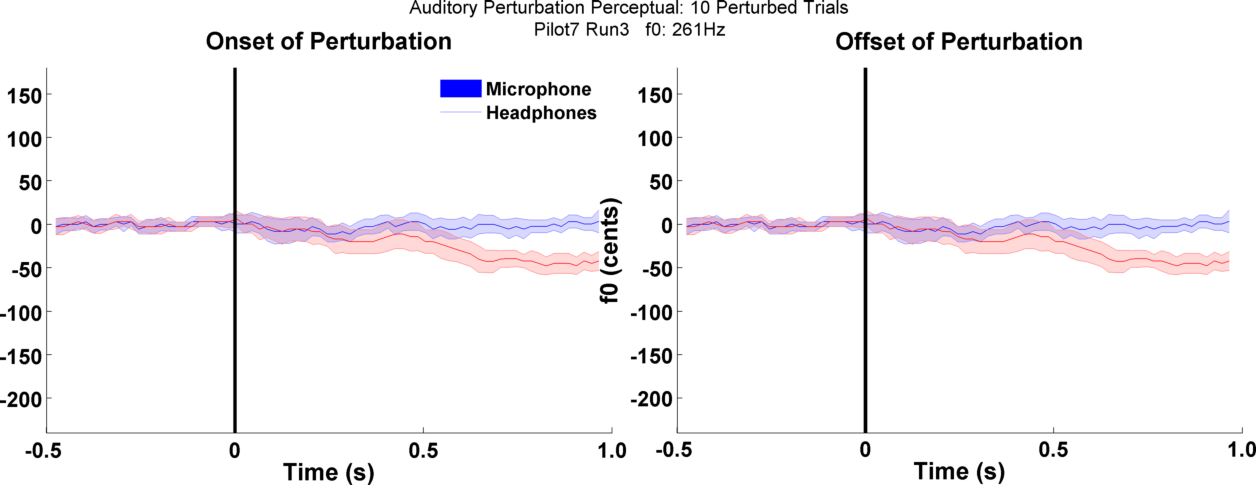 Auditory Perturbation Perceptual: 10 Perturbed Trials
Pilot7 Run3 f0: 261Hz
Onset of Perturbation
Microphone
Headphones
150
100
50
0
-50
-100
-150
-200
-0.5 0 0.5 1.0
Time (s)
Offset of Perturbation
f0 (cents)
150
100
50
0
-50
-100
-150
-200
-0.5 0 0.5 1.0
Time (s)